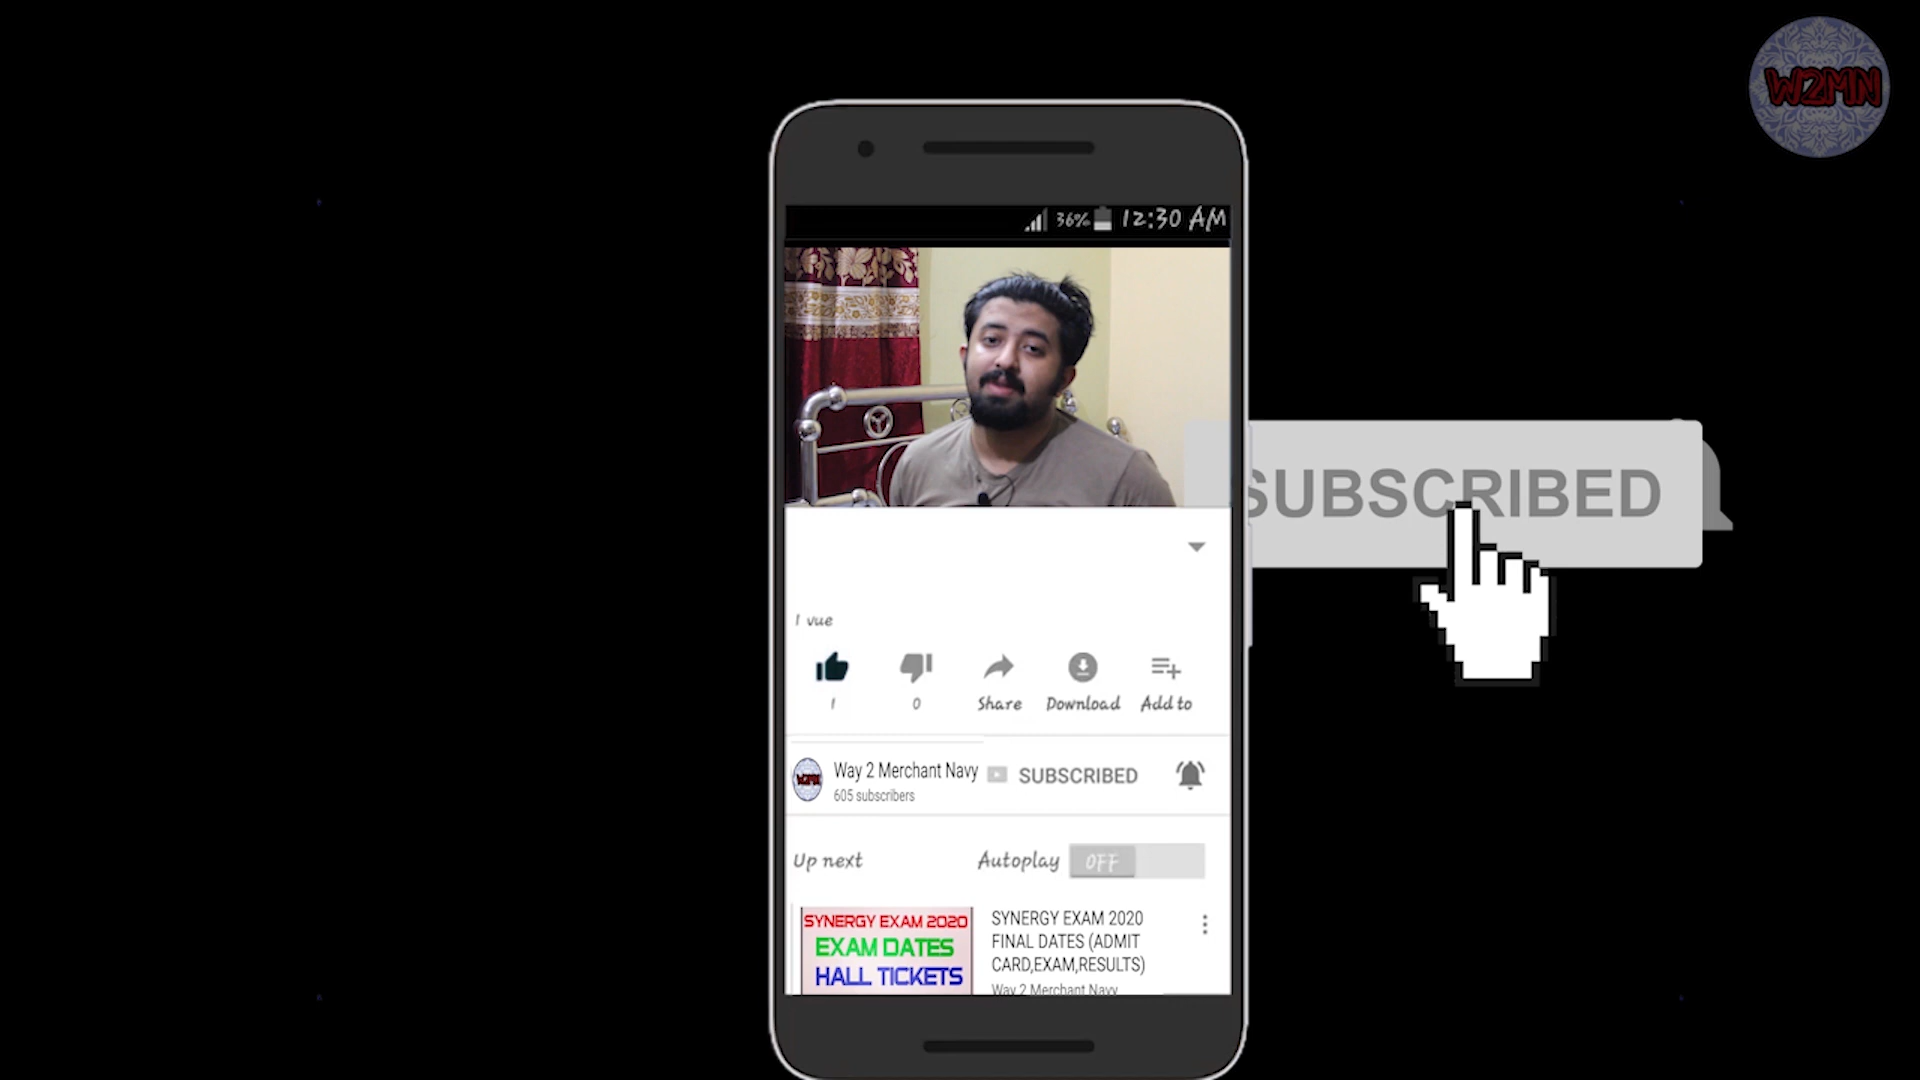 W2MN
36% 12:30 AM
SUBSCRIBED
1 vue
1 0 Share Download Add to
W2MN
Way 2 Merchant Navy SUBSCRIBED
605 subscribers
Up next Autoplay OFF
SYNERGY EXAM 2020
EXAM DATES
HALL TICKETS
SYNERGY EXAM 2020
FINAL DATES (ADMIT
CARD,EXAM,RESULTS)
Way 2 Merchant Navy